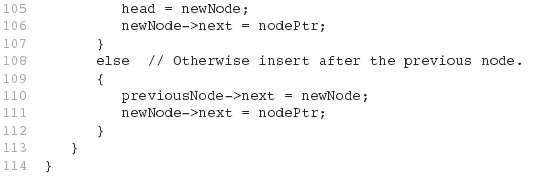 105            head = newNode;
106            newNode->next = nodePtr;
107         }
108         else  // Otherwise insert after the previous node.
109         {
110            previousNode->next = newNode;
111            newNode->next = nodePtr;
112         }
113      }
114   }